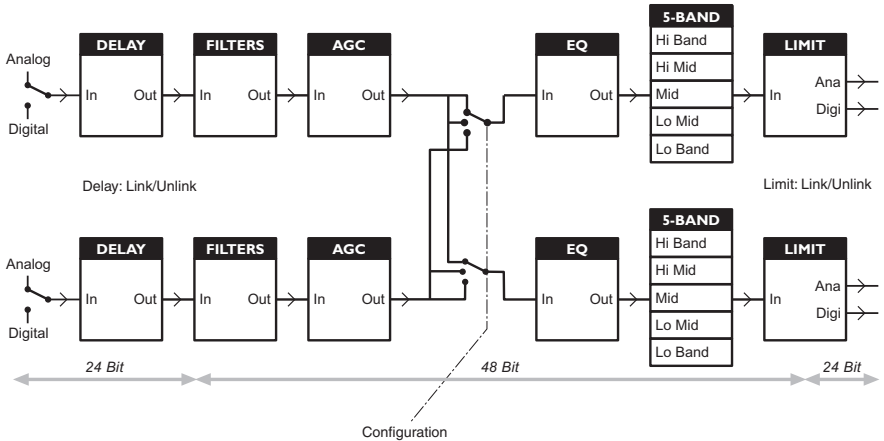 DELAY FILTERS AGC EQ 5-BAND LIMIT
Analog
Digital
In Out In Out In Out In Out
Hi Band
Hi Mid
Mid
Lo Mid
Lo Band
In Ana
Digi
Delay: Link/Unlink
Limit: Link/Unlink
DELAY FILTERS AGC EQ 5-BAND LIMIT
Analog
Digital
In Out In Out In Out In Out
Hi Band
Hi Mid
Mid
Lo Mid
Lo Band
In Ana
Digi
24 Bit 48 Bit 24 Bit
Configuration